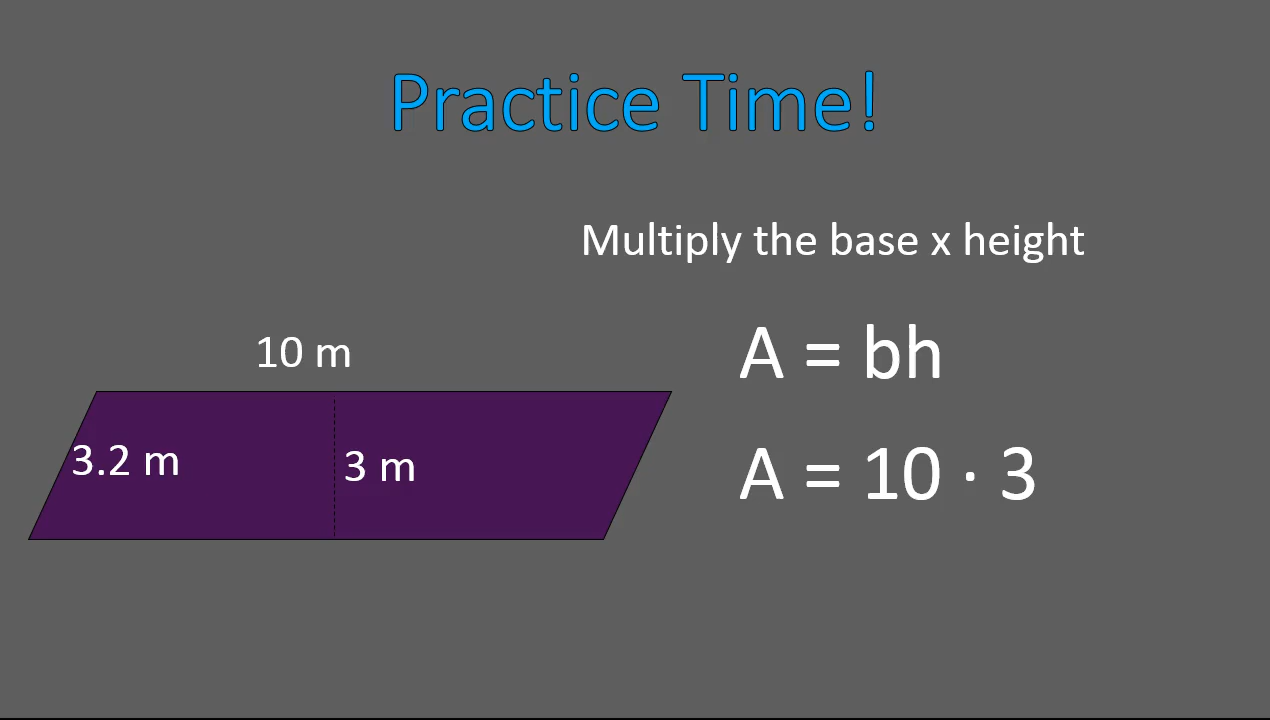 Practice Time!
Multiply the base x height
10 m
A = bh
3.2 m
3 m
A = 10 · 3